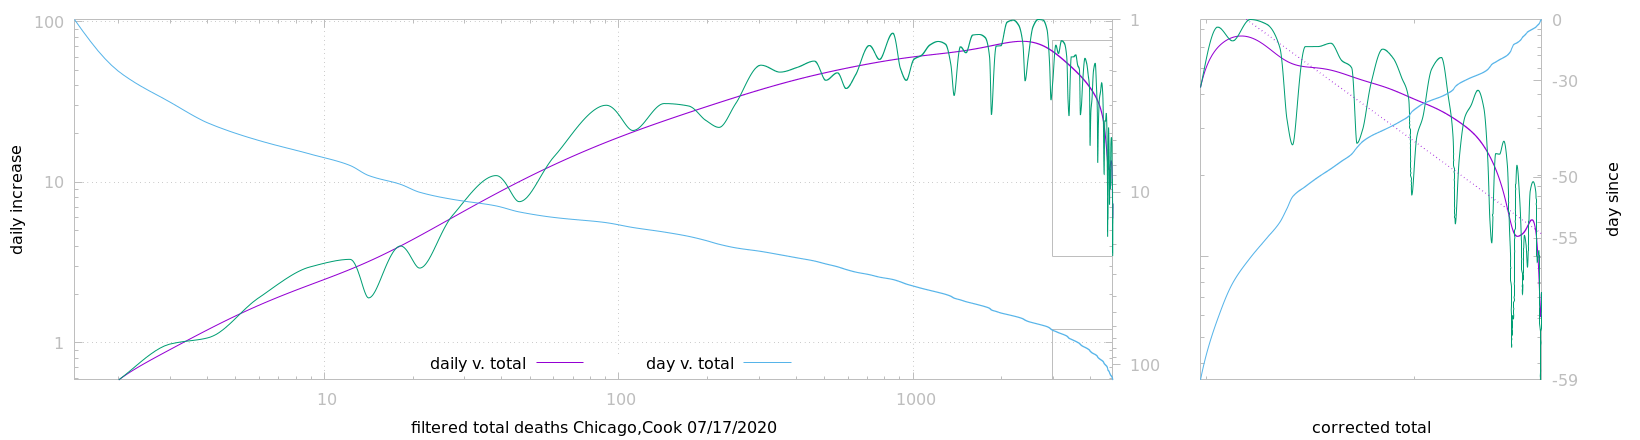 100
10
1
daily increase
10
100
1000
filtered total deaths Chicago,Cook 07/17/2020
daily v. total
day v. total
1
10
100
0
-30
-50
-55
-59
day since
corrected total